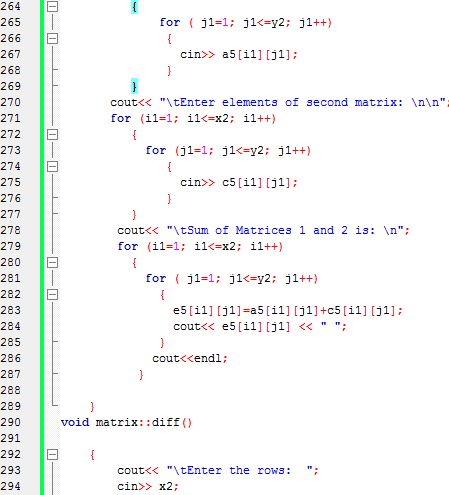 264 {
265 for ( j1=1; j1<=y2; j1++)
266 {
267 cin>> a5[i1][j1];
268 }
269 }
270 cout<< "\tEnter elements of second matrix: \n\n";
271 for (i1=1; i1<=x2; i1++)
272 {
273 for (j1=1; j1<=y2; j1++)
274 {
275 cin>> c5[i1][j1];
276 }
277 }
278 cout<< "\tSum of Matrices 1 and 2 is: \n";
279 for (i1=1; i1<=x2; i1++)
280 {
281 for ( j1=1; j1<=y2; j1++)
282 {
283 e5[i1][j1]=a5[i1][j1]+c5[i1][j1];
284 cout<< e5[i1][j1] << " ";
285 }
286 cout<<endl;
287 }
288
289 }
290 void matrix::diff()
291
292 {
293 cout<< "\tEnter the rows:  ";
294 cin>> x2;